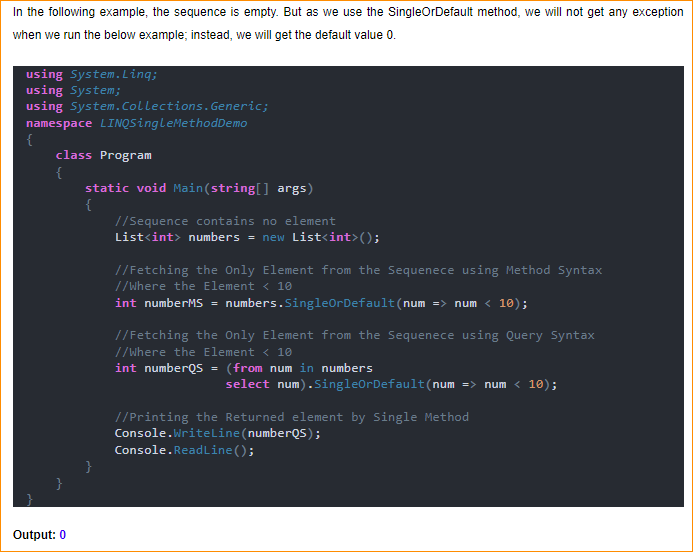 In the following example, the sequence is empty. But as we use the SingleOrDefault method, we will not get any exception
when we run the below example; instead, we will get the default value 0.
using System.Linq;
using System;
using System.Collections.Generic;
namespace LINQSingleMethodDemo
{
    class Program
    {
        static void Main(string[] args)
        {
            //Sequence contains no element
            List<int> numbers = new List<int>();

            //Fetching the Only Element from the Sequenece using Method Syntax
            //Where the Element < 10
            int numberMS = numbers.SingleOrDefault(num => num < 10);

            //Fetching the Only Element from the Sequenece using Query Syntax
            //Where the Element < 10
            int numberQS = (from num in numbers
                           select num).SingleOrDefault(num => num < 10);

            //Printing the Returned element by Single Method
            Console.WriteLine(numberQS);
            Console.ReadLine();
        }
    }
}
Output: 0